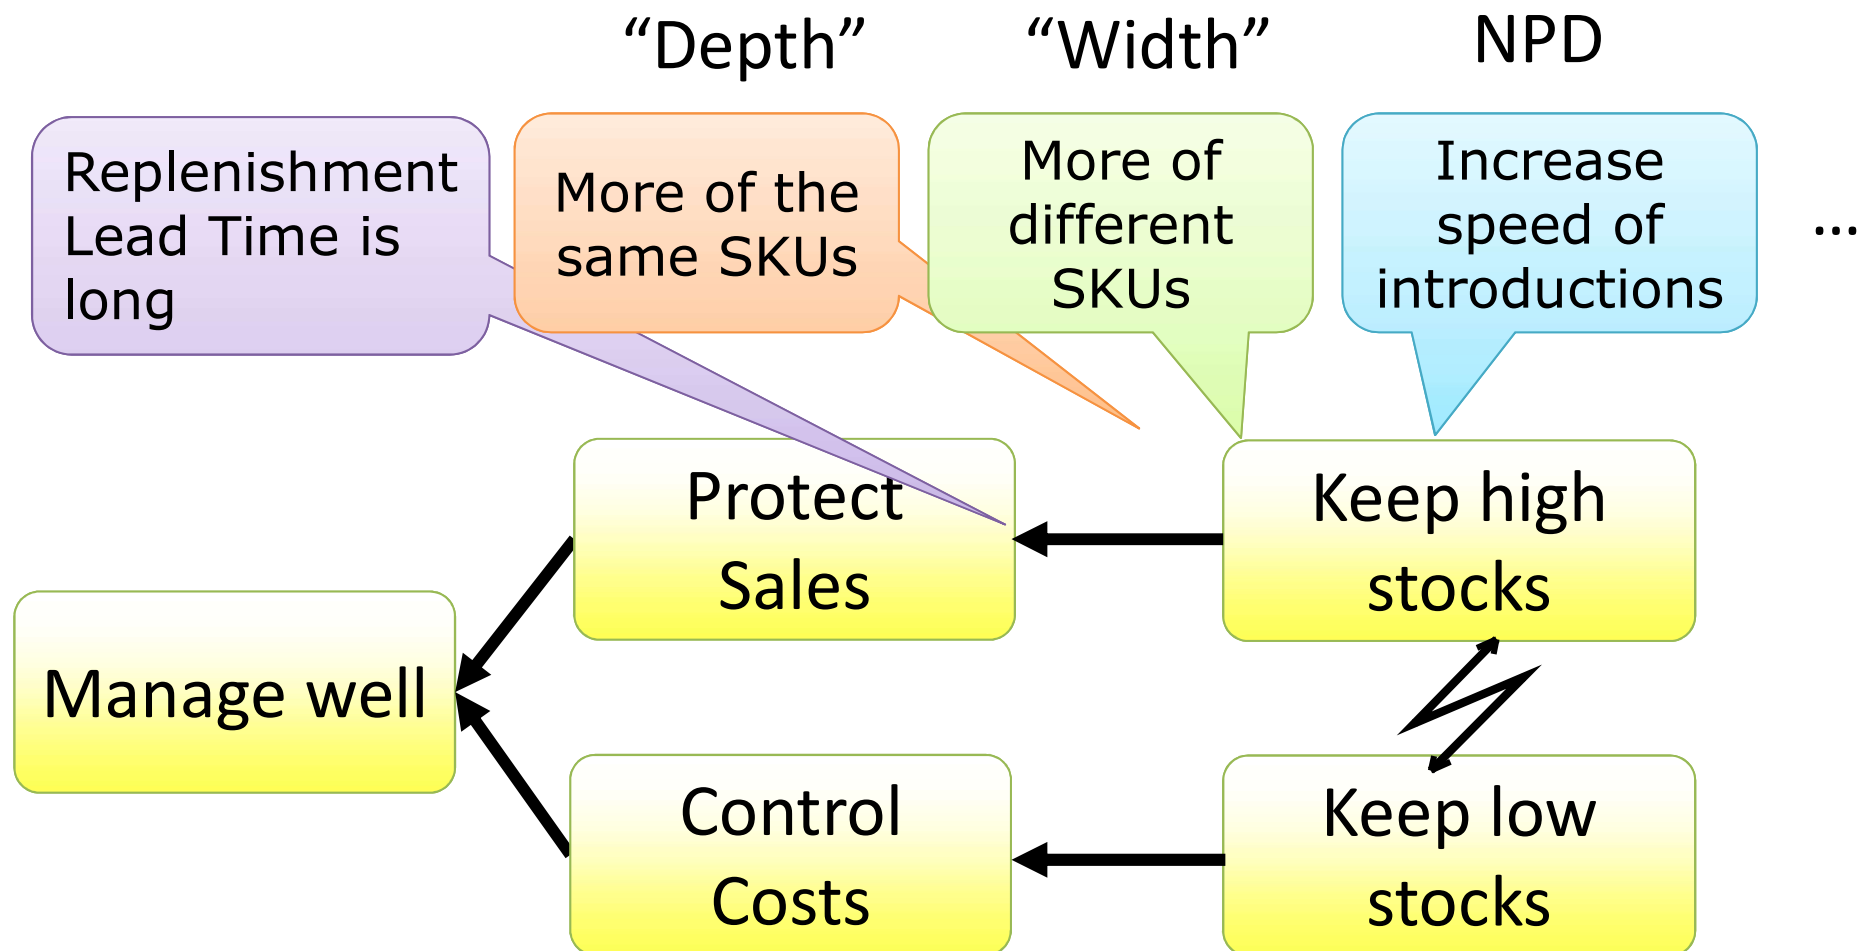 “Depth”
“Width”
NPD
Replenishment
Lead Time is
long
More of the
same SKUs
More of
different
SKUs
Increase
speed of
introductions
...
Protect
Sales
Keep high
stocks
Manage well
Control
Costs
Keep low
stocks